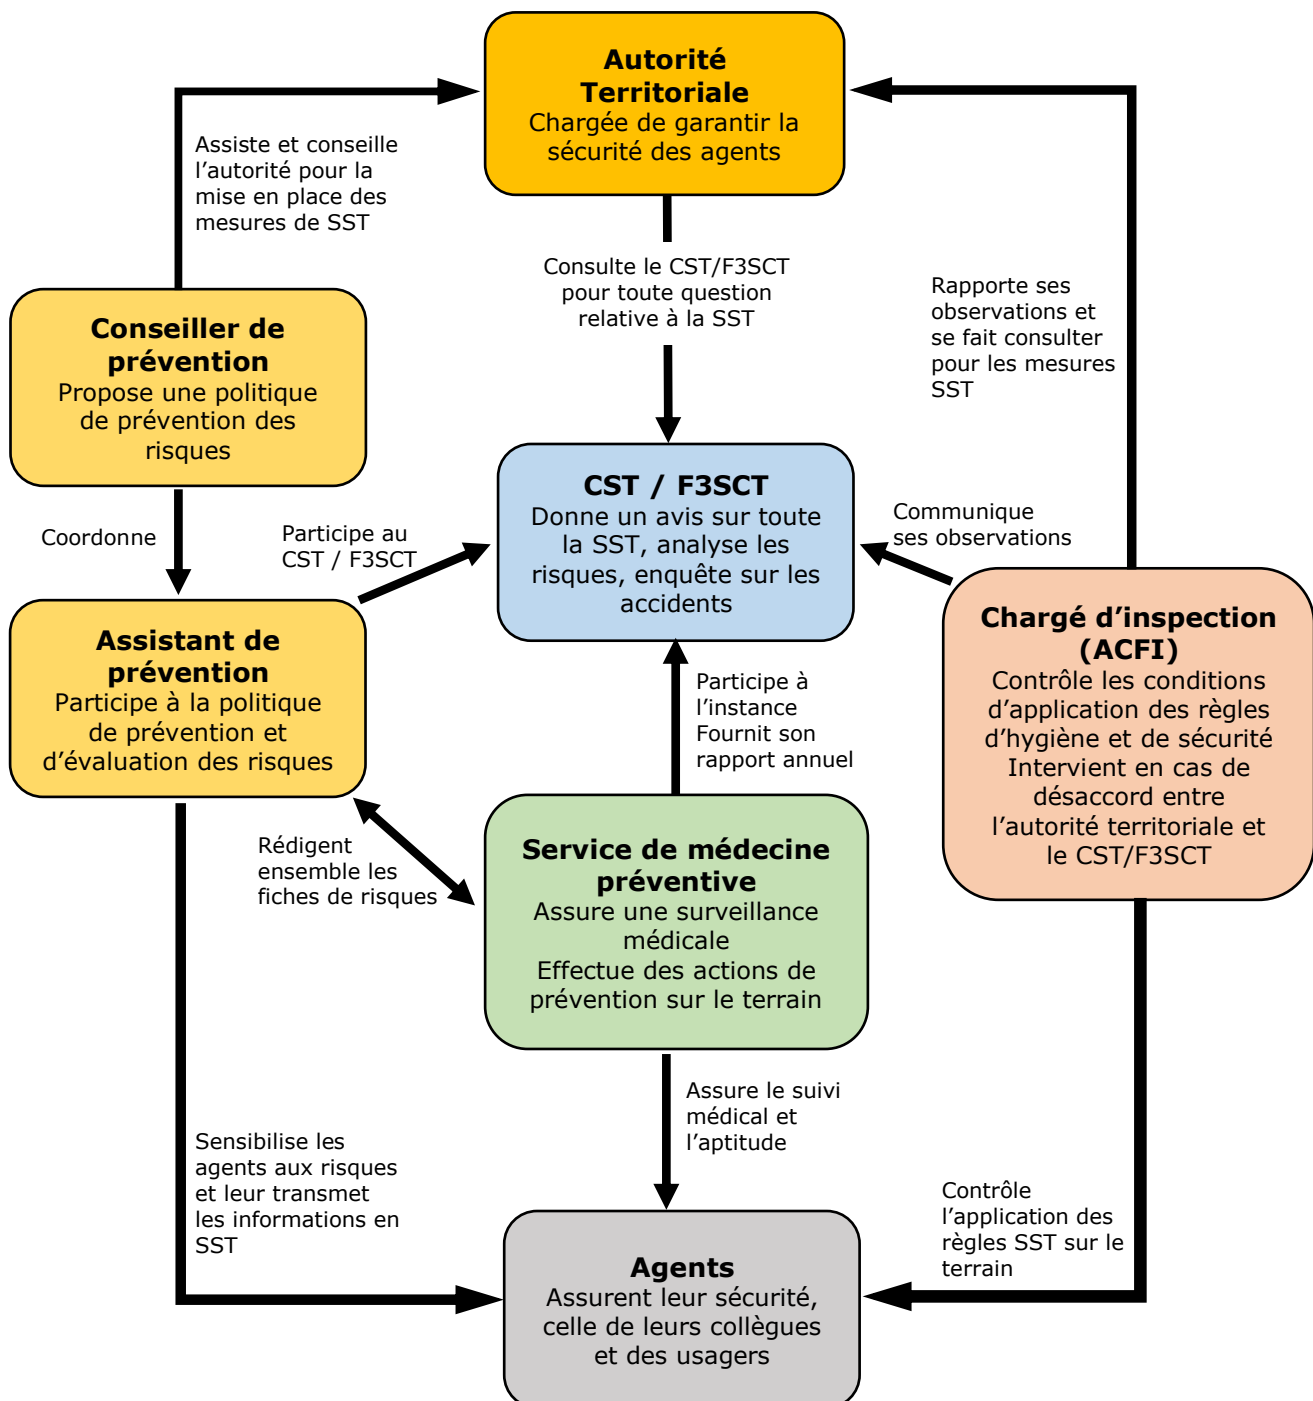 Autorité
Territoriale
Chargée de garantir la
sécurité des agents
Assiste et conseille
l’autorité pour la
mise en place des
mesures de SST
Consulte le CST/F3SCT
pour toute question
relative à la SST
Rapporte ses
observations et
se fait consulter
pour les mesures
SST
Conseiller de
prévention
Propose une politique
de prévention des
risques
CST / F3SCT
Donne un avis sur toute
la SST, analyse les
risques, enquête sur les
accidents
Coordonne
Participe au
CST / F3SCT
Communique
ses observations
Assistant de
prévention
Participe à la politique
de prévention et
d’évaluation des risques
Chargé d’inspection
(ACFI)
Contrôle les conditions
d’application des règles
d’hygiène et de sécurité
Intervient en cas de
désaccord entre
l’autorité territoriale et
le CST/F3SCT
Participe à
l’instance
Fournit son
rapport annuel
Rédigent
ensemble les
fiches de risques
Service de médecine
préventive
Assure une surveillance
médicale
Effectue des actions de
prévention sur le terrain
Assure le suivi
médical et
l’aptitude
Sensibilise les
agents aux risques
et leur transmet
les informations en
SST
Contrôle
l’application des
règles SST sur le
terrain
Agents
Assurent leur sécurité,
celle de leurs collègues
et des usagers